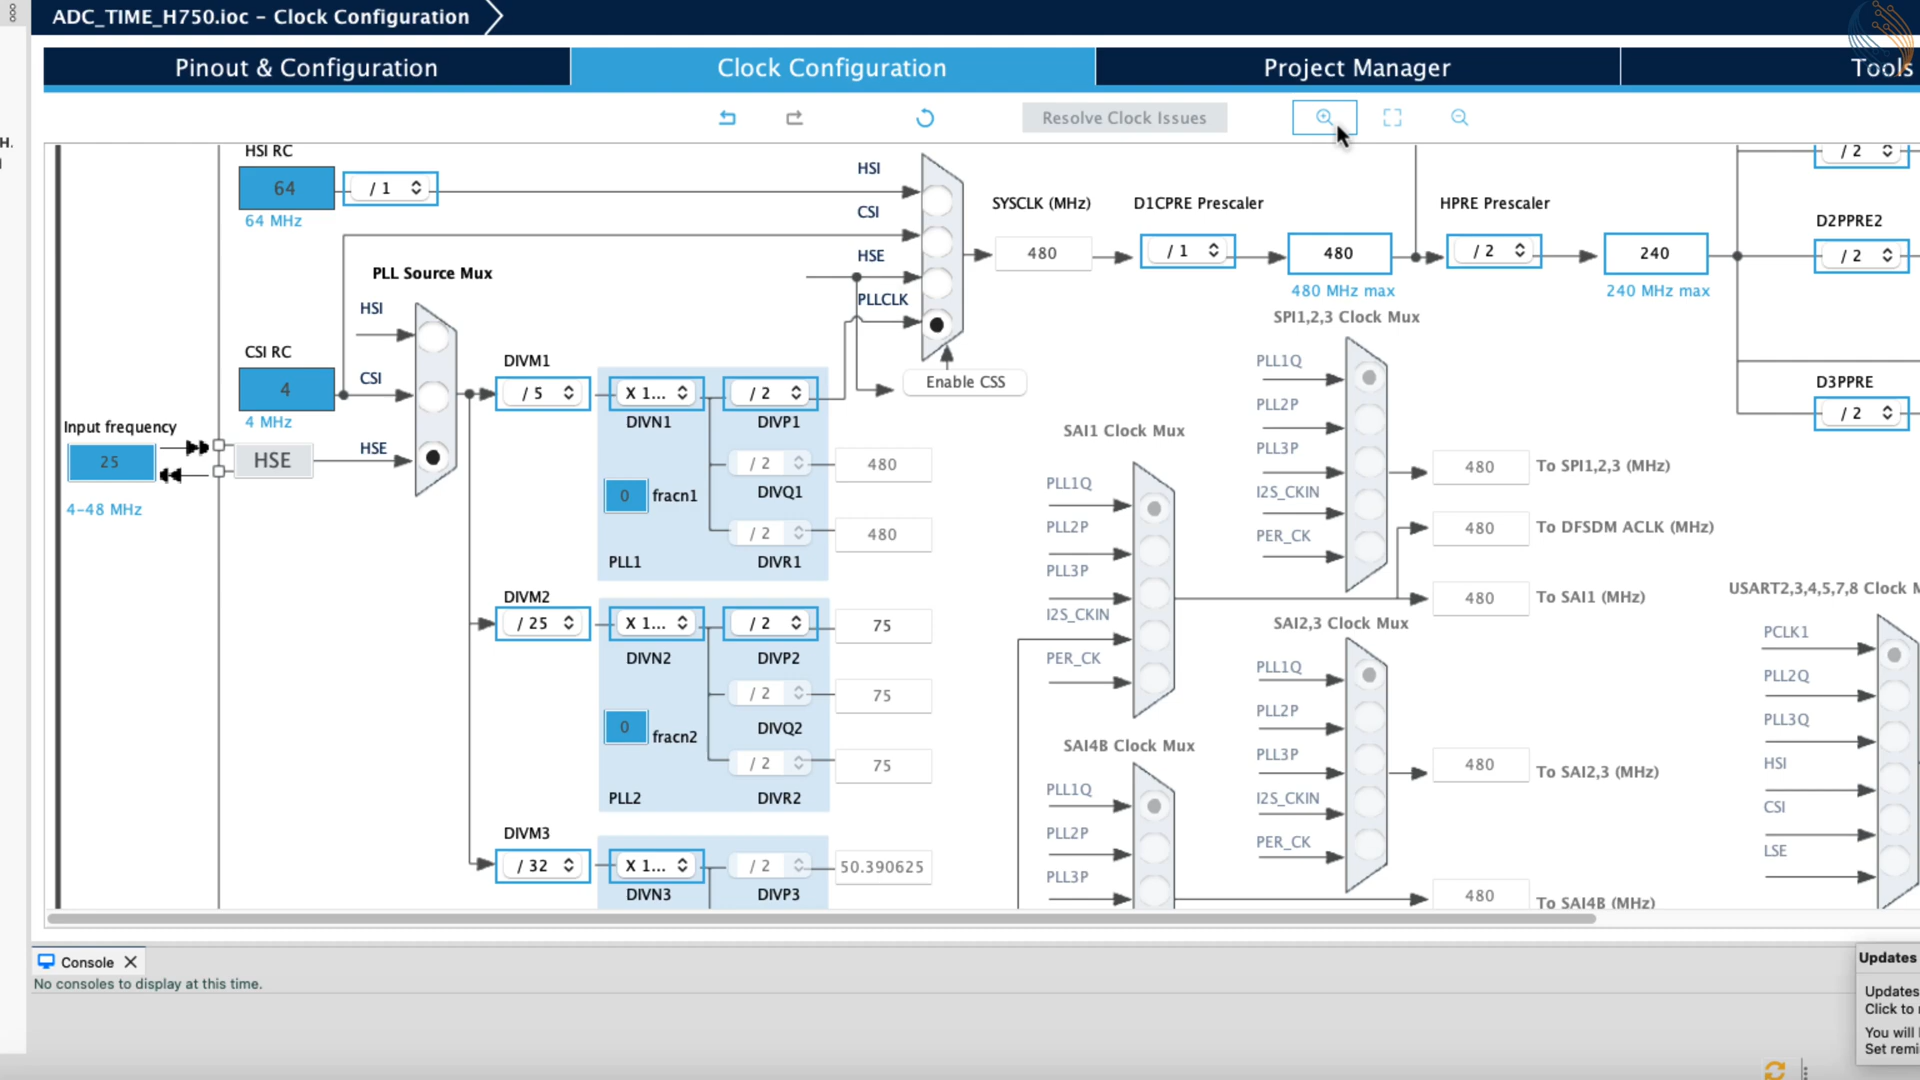 ADC_TIME_H750.ioc – Clock Configuration
Pinout & Configuration
Clock Configuration
Project Manager
Tools
Resolve Clock Issues
H.
HSI RC
64
/ 1
64 MHz
HSI
CSI
HSE
PLLCLK
SYSCLK (MHz)
480
D1CPRE Prescaler
/ 1
480
480 MHz max
HPRE Prescaler
/ 2
240
240 MHz max
/ 2
D2PPRE2
/ 2
D3PPRE
/ 2
Enable CSS
PLL Source Mux
HSI
CSI
HSE
CSI RC
4
4 MHz
Input frequency
25
HSE
4-48 MHz
DIVM1
/ 5
X 1...
/ 2
DIVN1
DIVP1
/ 2
480
DIVQ1
0
fracn1
/ 2
480
PLL1
DIVR1
DIVM2
/ 25
X 1...
/ 2
75
DIVN2
DIVP2
/ 2
75
DIVQ2
0
fracn2
/ 2
75
PLL2
DIVR2
DIVM3
/ 32
X 1...
/ 2
50.390625
DIVN3
DIVP3
SPI1,2,3 Clock Mux
PLL1Q
PLL2P
PLL3P
I2S_CKIN
PER_CK
480
To SPI1,2,3 (MHz)
480
To DFSDM ACLK (MHz)
480
To SAI1 (MHz)
SAI1 Clock Mux
PLL1Q
PLL2P
PLL3P
I2S_CKIN
PER_CK
SAI2,3 Clock Mux
PLL1Q
PLL2P
PLL3P
I2S_CKIN
PER_CK
480
To SAI2,3 (MHz)
SAI4B Clock Mux
PLL1Q
PLL2P
PLL3P
480
To SAI4B (MHz)
USART2,3,4,5,7,8 Clock M
PCLK1
PLL2Q
PLL3Q
HSI
CSI
LSE
Console
No consoles to display at this time.
Updates
Updates
Click to
You will
Set remi